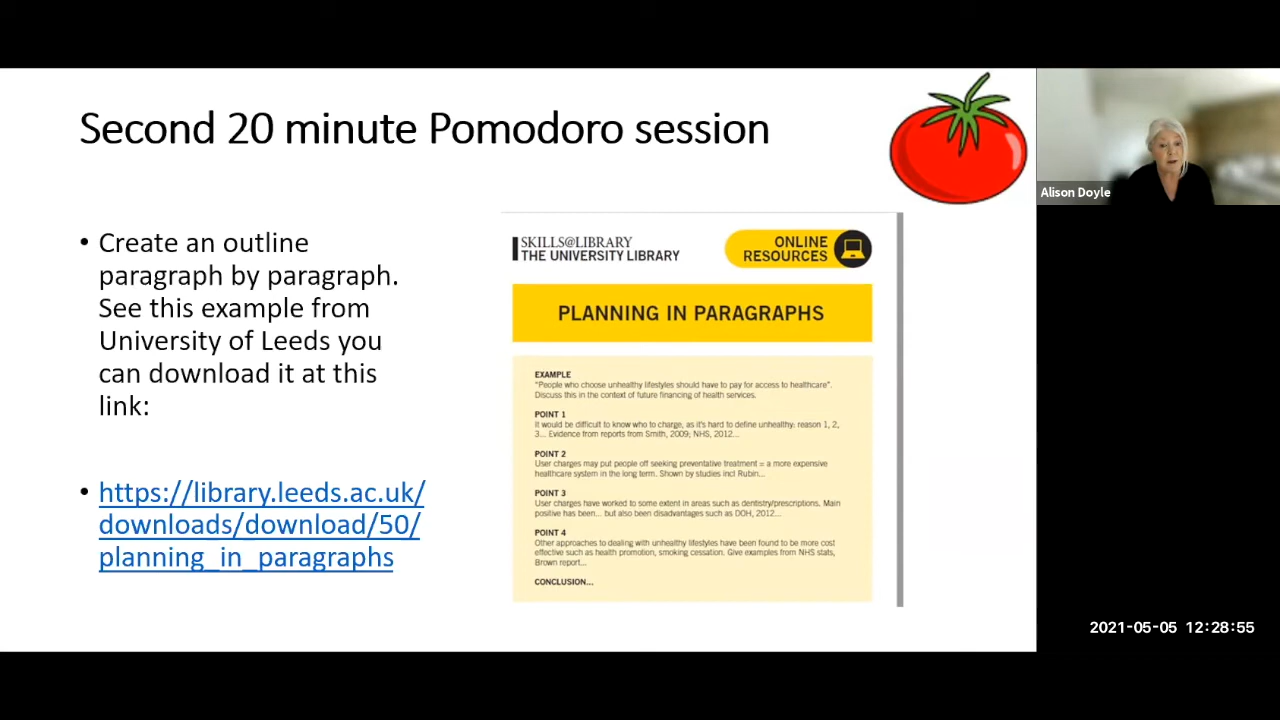 Second 20 minute Pomodoro session
• Create an outline
paragraph by paragraph.
See this example from
University of Leeds you
can download it at this
link:
• https://library.leeds.ac.uk/
downloads/download/50/
planning_in_paragraphs
SKILLS@LIBRARY
THE UNIVERSITY LIBRARY
ONLINE
RESOURCES
PLANNING IN PARAGRAPHS
EXAMPLE
"People who choose unhealthy lifestyles should have to pay for access to healthcare".
Discuss this in the context of future financing of health services.
POINT 1
It would be difficult to know who to charge, as it's hard to define unhealthy: reason 1, 2,
3... Evidence from reports from Smith, 2009; NHS, 2012...
POINT 2
User charges may put people off seeking preventative treatment = a more expensive
healthcare system in the long term. Shown by studies incl Rubin...
POINT 3
User charges have worked to some extent in areas such as dentistry/prescriptions. Main
positive has been... but also been disadvantages such as DOH, 2012...
POINT 4
Other approaches to dealing with unhealthy lifestyles have been found to be more cost
effective such as health promotion, smoking cessation. Give examples from NHS stats,
Brown report...
CONCLUSION...
Alison Doyle
2021-05-05 12:28:55